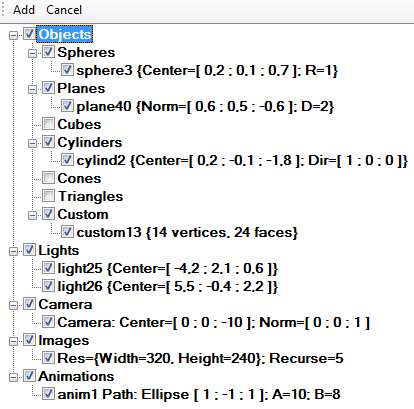 Add Cancel
Objects
Spheres
sphere3 {Center=[ 0.2 ; 0.1 ; 0.7 ]; R=1}
Planes
plane40 {Norm=[ 0.6 ; 0.5 ; -0.6 ]; D=2}
Cubes
Cylinders
cylind2 {Center=[ 0.2 ; -0.1 ; -1.8 ]; Dir=[ 1 ; 0 ; 0 ]}
Cones
Triangles
Custom
custom13 {14 vertices, 24 faces}
Lights
light25 {Center=[ -4.2 ; 2.1 ; 0.6 ]}
light26 {Center=[ 5.5 ; -0.4 ; 2.2 ]}
Camera
Camera: Center=[ 0 ; 0 ; -10 ]; Norm=[ 0 ; 0 ; 1 ]
Images
Res={Width=320, Height=240}; Recurse=5
Animations
anim1 Path: Ellipse [ 1 ; -1 ; 1 ]; A=10; B=8